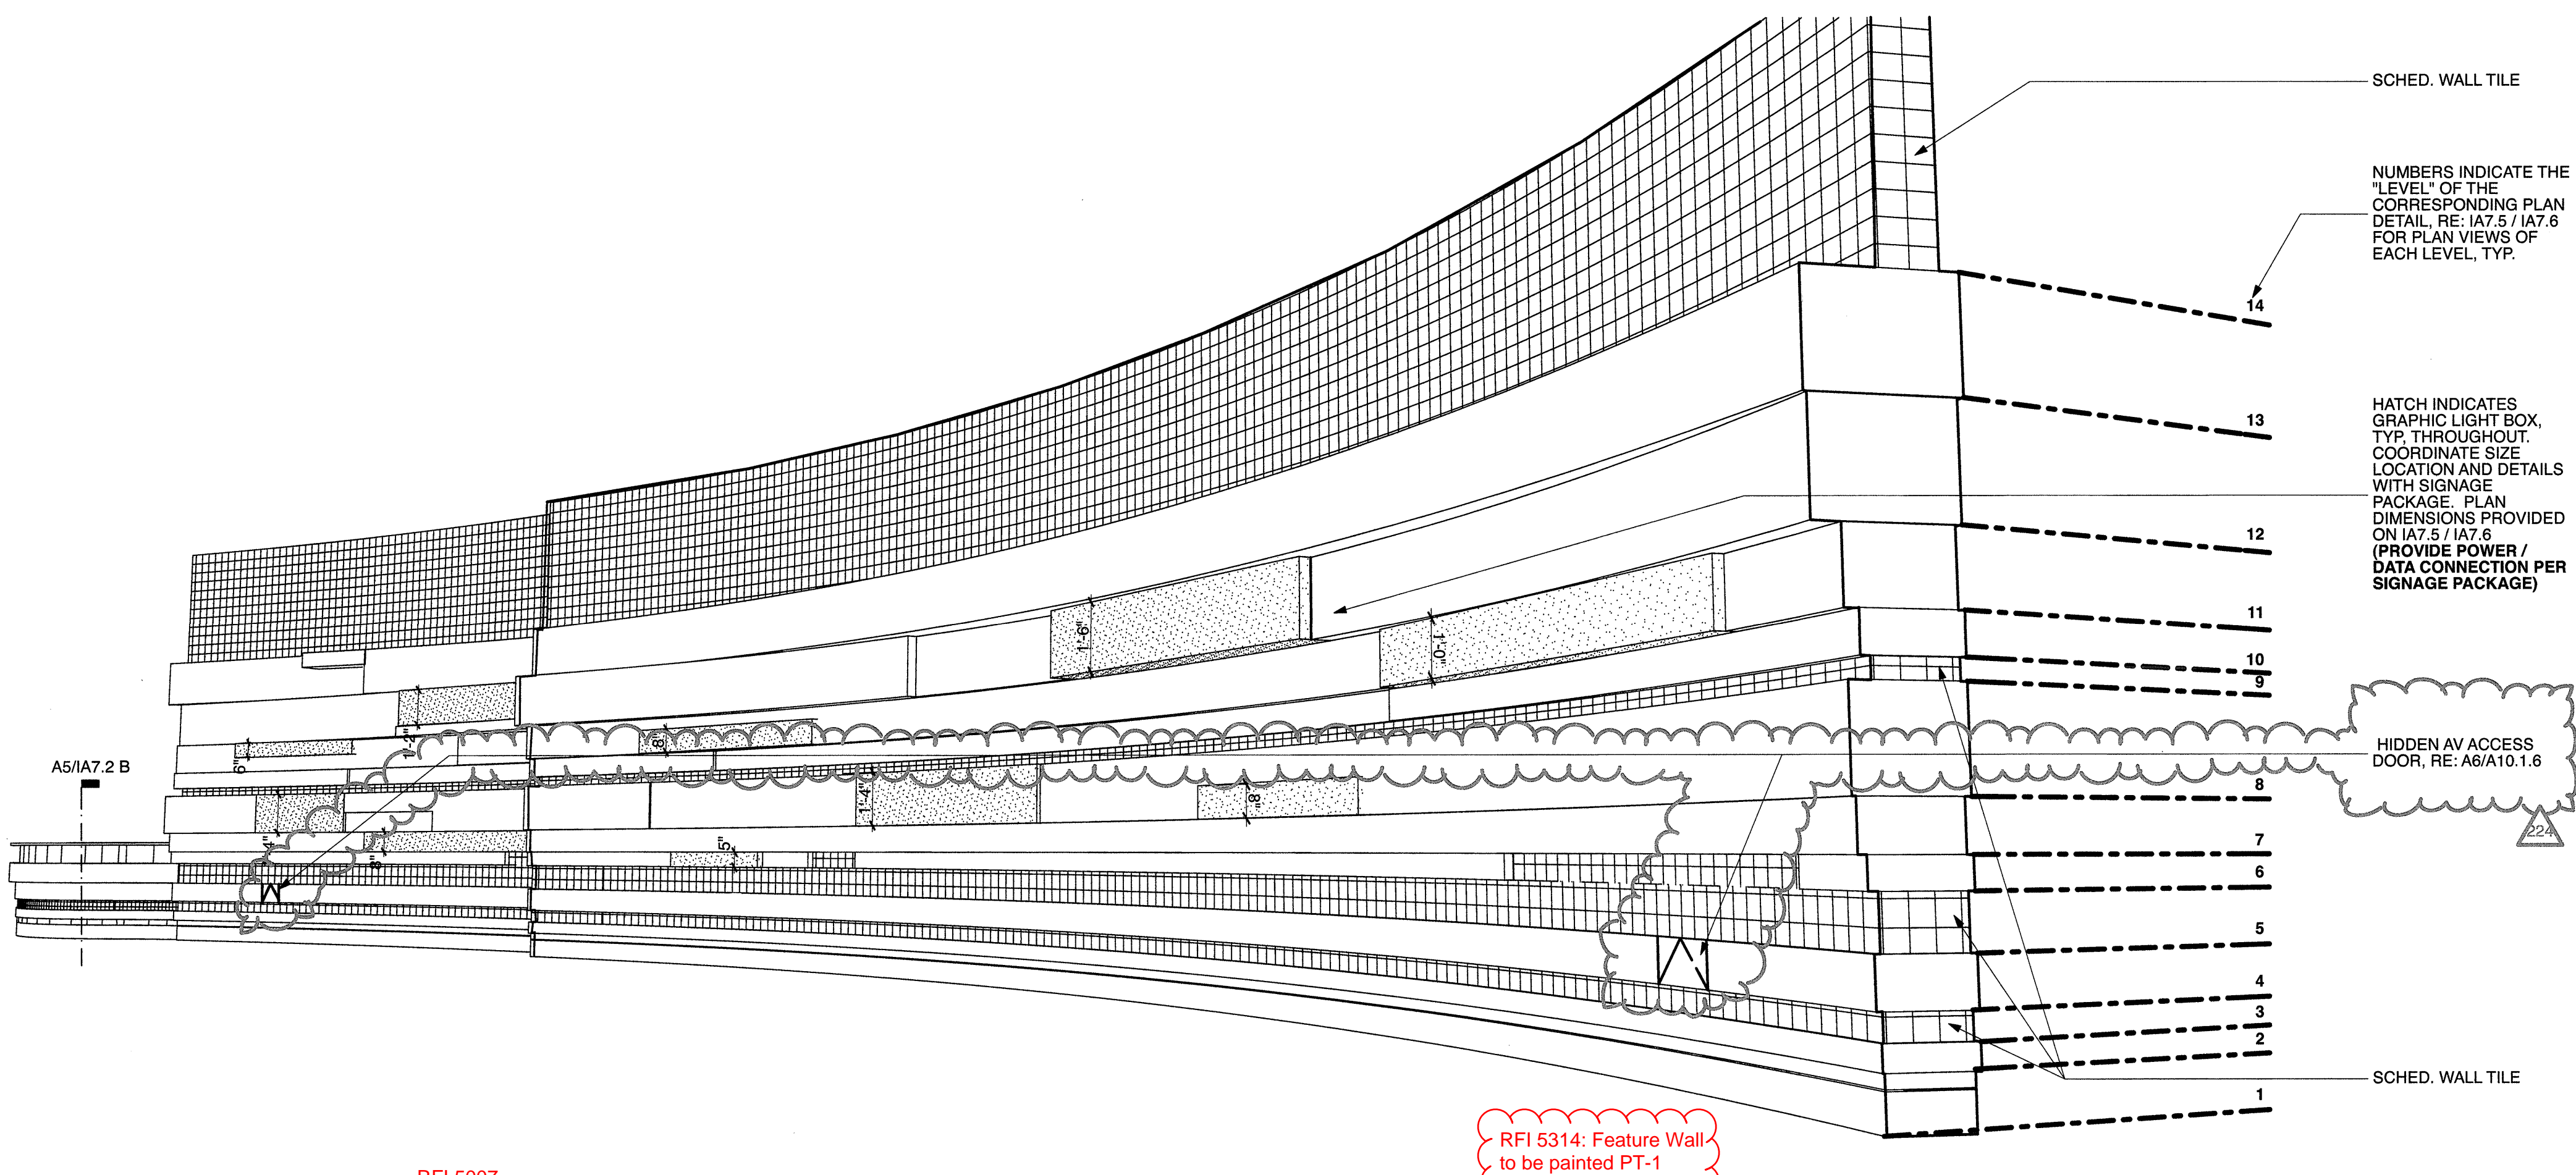 SCHED. WALL TILE
NUMBERS INDICATE THE
"LEVEL" OF THE
CORRESPONDING PLAN
DETAIL, RE: IA7.5 / IA7.6
FOR PLAN VIEWS OF
EACH LEVEL, TYP.
14
13
HATCH INDICATES
GRAPHIC LIGHT BOX,
TYP, THROUGHOUT.
COORDINATE SIZE
LOCATION AND DETAILS
WITH SIGNAGE
PACKAGE. PLAN
DIMENSIONS PROVIDED
ON IA7.5 / IA7.6
(PROVIDE POWER /
DATA CONNECTION PER
SIGNAGE PACKAGE)
12
11
10
9
1'-6"
1'-0"
1'-2"
6"
8"
A5/IA7.2 B
HIDDEN AV ACCESS
DOOR, RE: A6/A10.1.6
224
1'-4"
8"
4"
8"
5"
8
7
6
5
4
3
2
1
SCHED. WALL TILE
RFI 5314: Feature Wall
to be painted PT-1